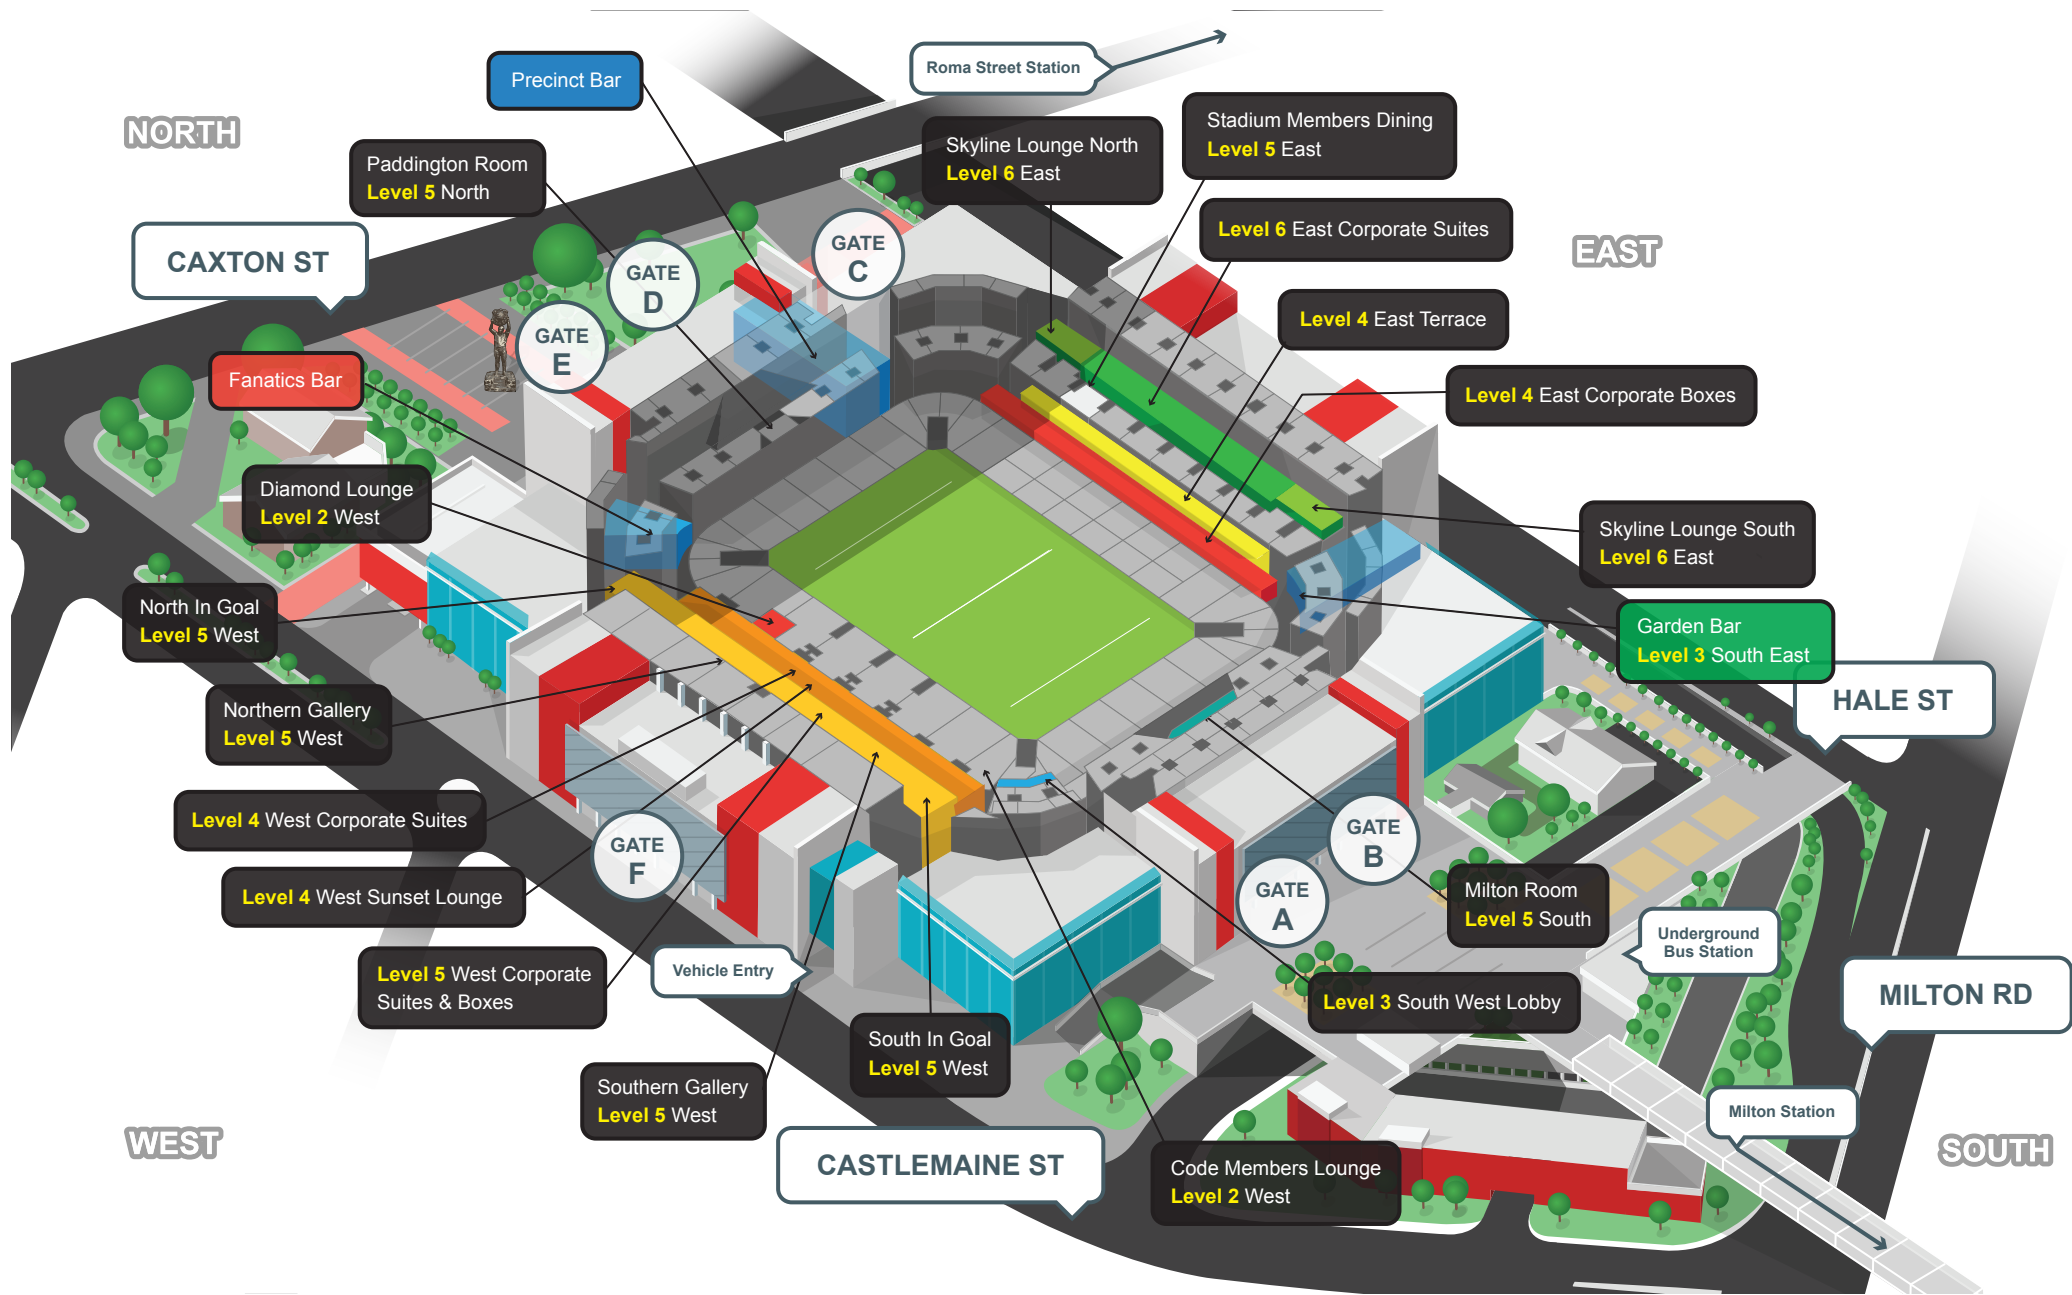 Roma Street Station
Precinct Bar
NORTH
Stadium Members Dining
Level 5 East
Skyline Lounge North
Level 6 East
Paddington Room
Level 5 North
CAXTON ST
GATE
C
GATE
D
GATE
E
Level 6 East Corporate Suites
EAST
Level 4 East Terrace
Fanatics Bar
Level 4 East Corporate Boxes
Diamond Lounge
Level 2 West
Skyline Lounge South
Level 6 East
North In Goal
Level 5 West
Garden Bar
Level 3 South East
HALE ST
Northern Gallery
Level 5 West
Level 4 West Corporate Suites
GATE
F
GATE
B
GATE
A
Level 4 West Sunset Lounge
Milton Room
Level 5 South
Underground
Bus Station
Level 5 West Corporate
Suites & Boxes
Vehicle Entry
Level 3 South West Lobby
MILTON RD
South In Goal
Level 5 West
Southern Gallery
Level 5 West
Milton Station
WEST
CASTLEMAINE ST
Code Members Lounge
Level 2 West
SOUTH